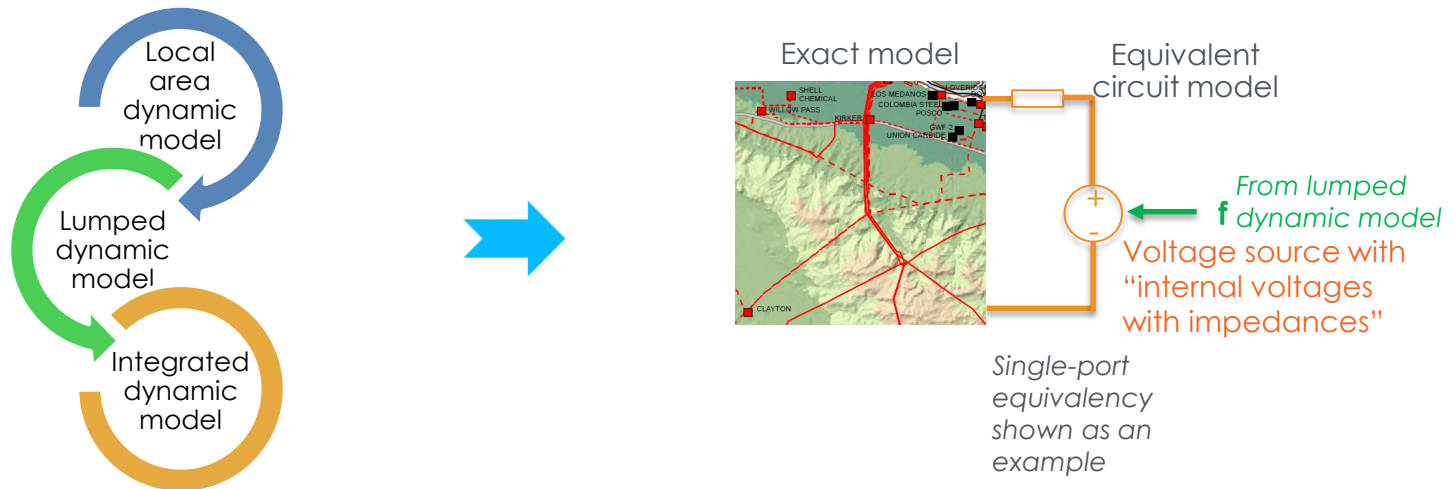 Local
area
dynamic
model
Lumped
dynamic
model
Integrated
dynamic
model
Exact model
SHELL
CHEMICAL
WILLOW PASS
KIRKER
LOS MEDANOS
COLOMBIA STEEL
POSCO
GWF 2
UNION CARBIDE
CLAYTON
Equivalent
circuit model
+
-
f
From lumped
dynamic model
Voltage source with
“internal voltages
with impedances”
Single-port
equivalency
shown as an
example